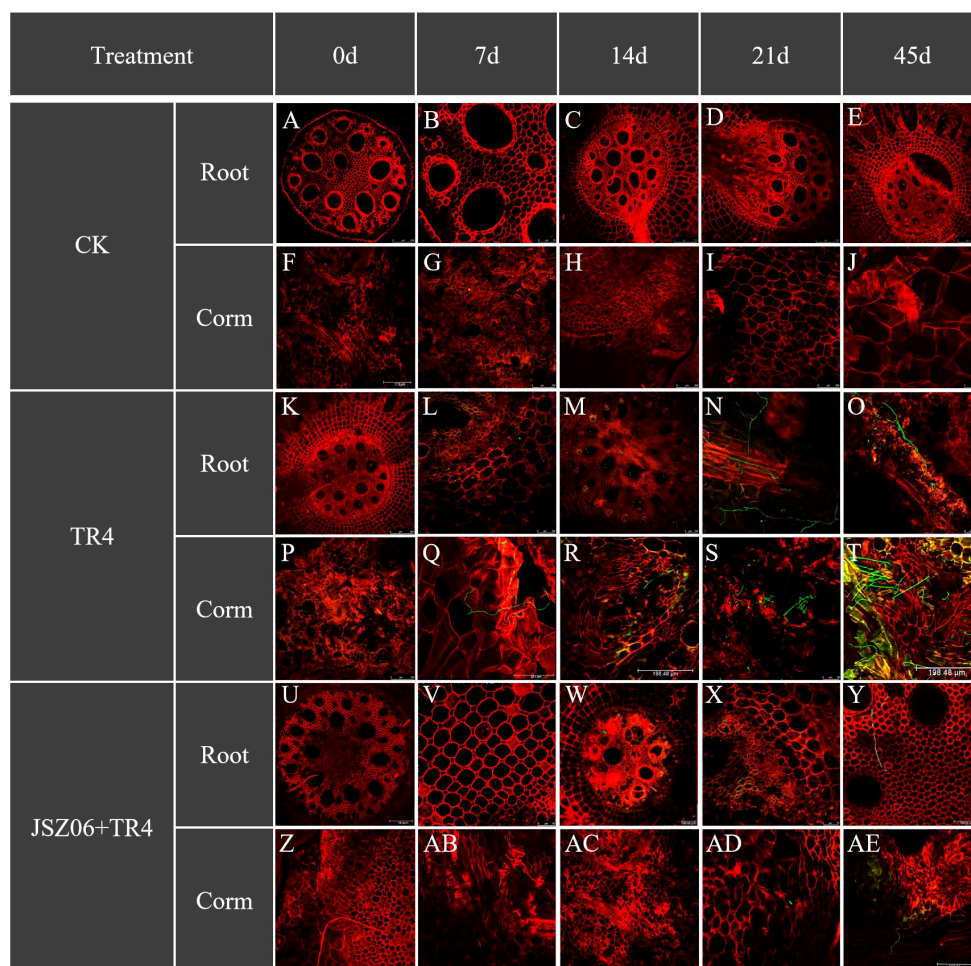 Treatment 0d 7d 14d 21d 45d
CK
Root
A B C D E
Corm
F G H I J
TR4
Root
K L M N O
Corm
P Q R S T
198.48 µm 198.48 µm
JSZ06+TR4
Root
U V W X Y
Corm
Z AB AC AD AE